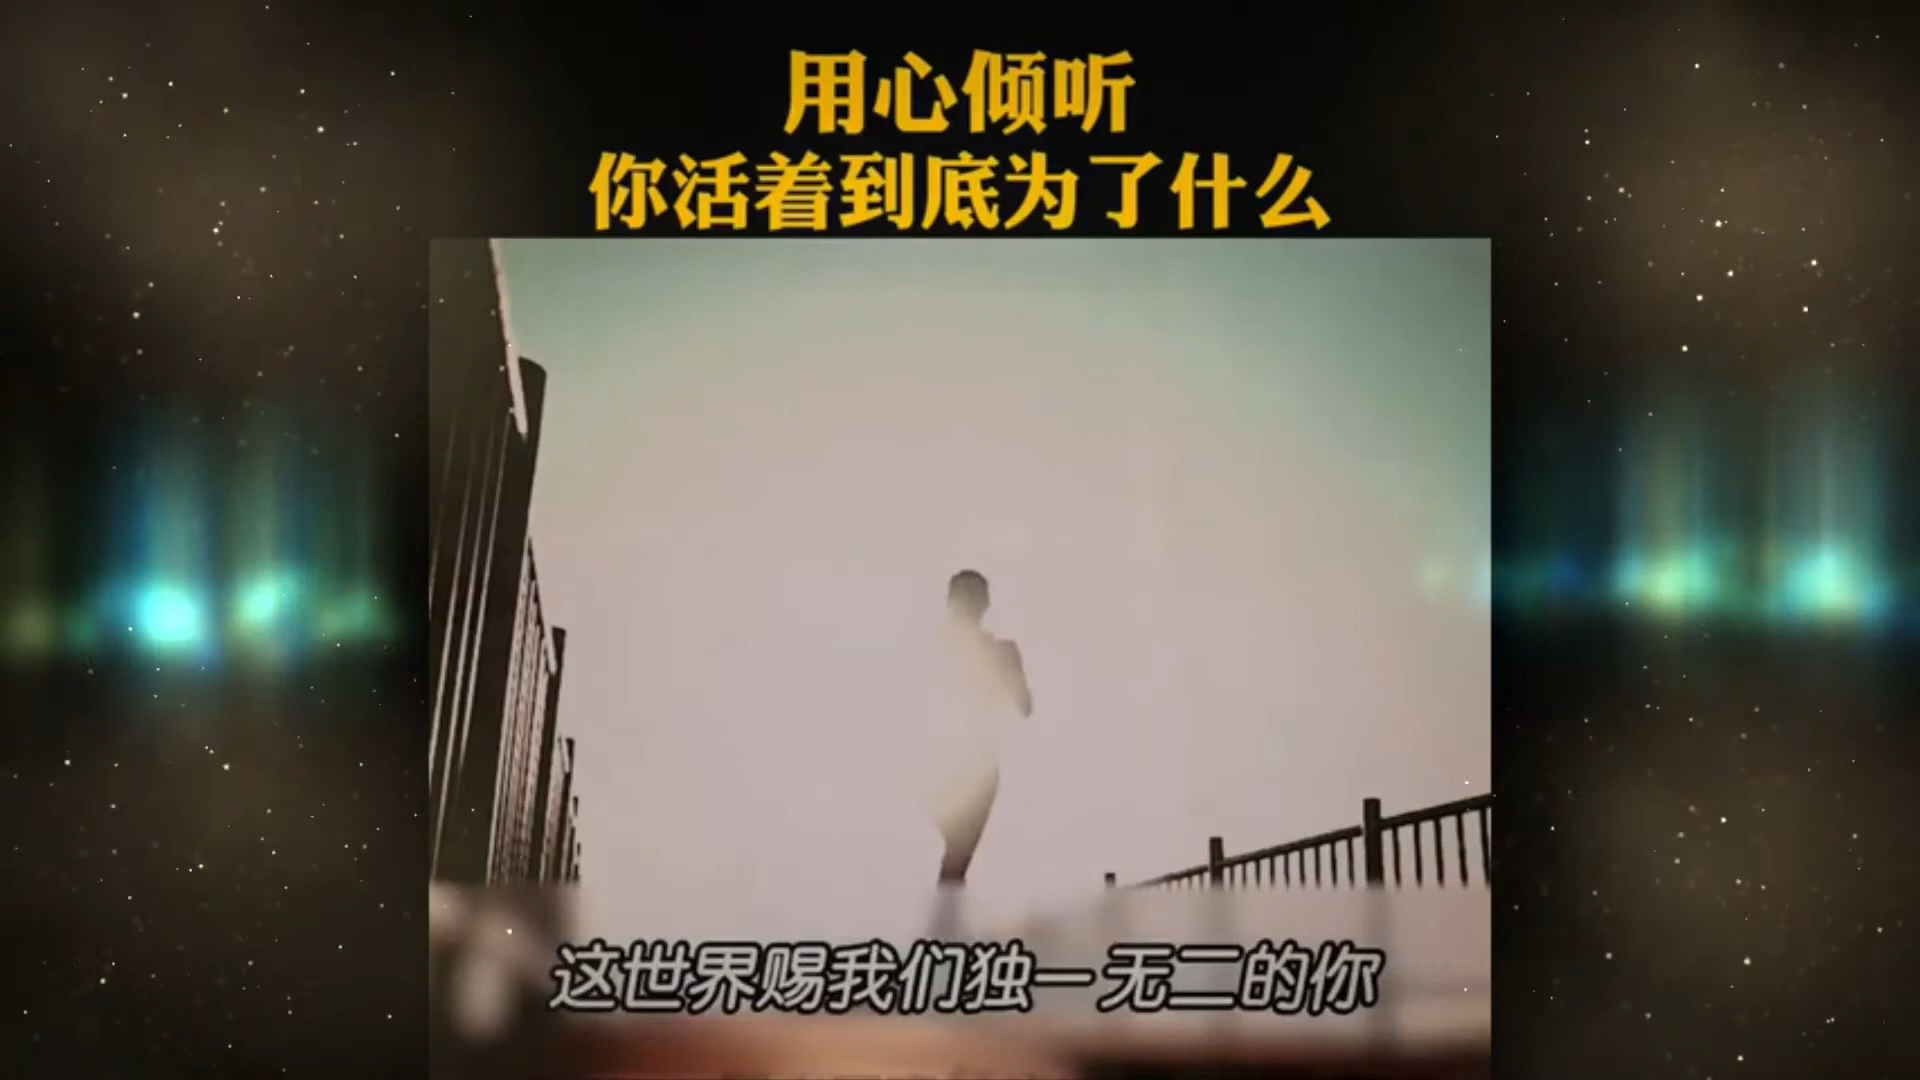 用心倾听
你活着到底为了什么
这世界赐我们独一无二的你